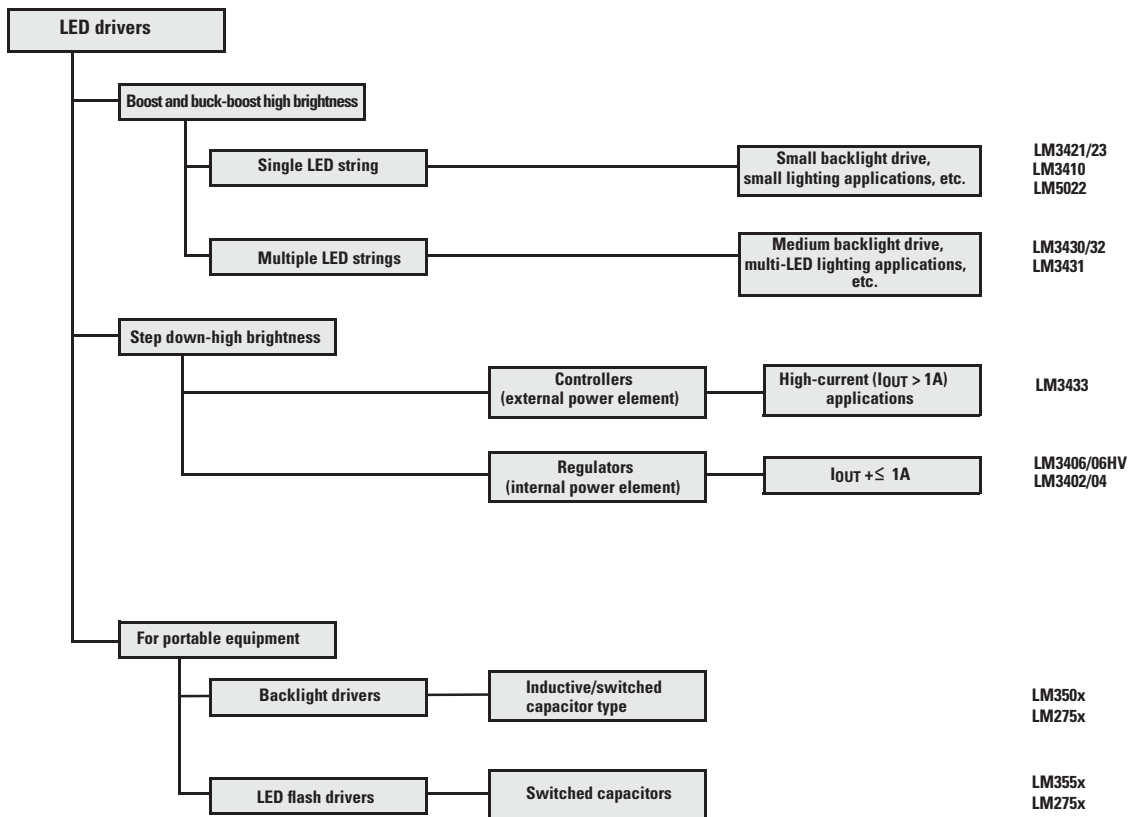 LED drivers
Boost and buck-boost high brightness
Single LED string
Small backlight drive,
small lighting applications, etc.
LM3421/23
LM3410
LM5022
Multiple LED strings
Medium backlight drive,
multi-LED lighting applications,
etc.
LM3430/32
LM3431
Step down-high brightness
Controllers
(external power element)
High-current (IOUT > 1A)
applications
LM3433
Regulators
(internal power element)
IOUT +≤ 1A
LM3406/06HV
LM3402/04
For portable equipment
Backlight drivers
Inductive/switched
capacitor type
LM350x
LM275x
LED flash drivers
Switched capacitors
LM355x
LM275x